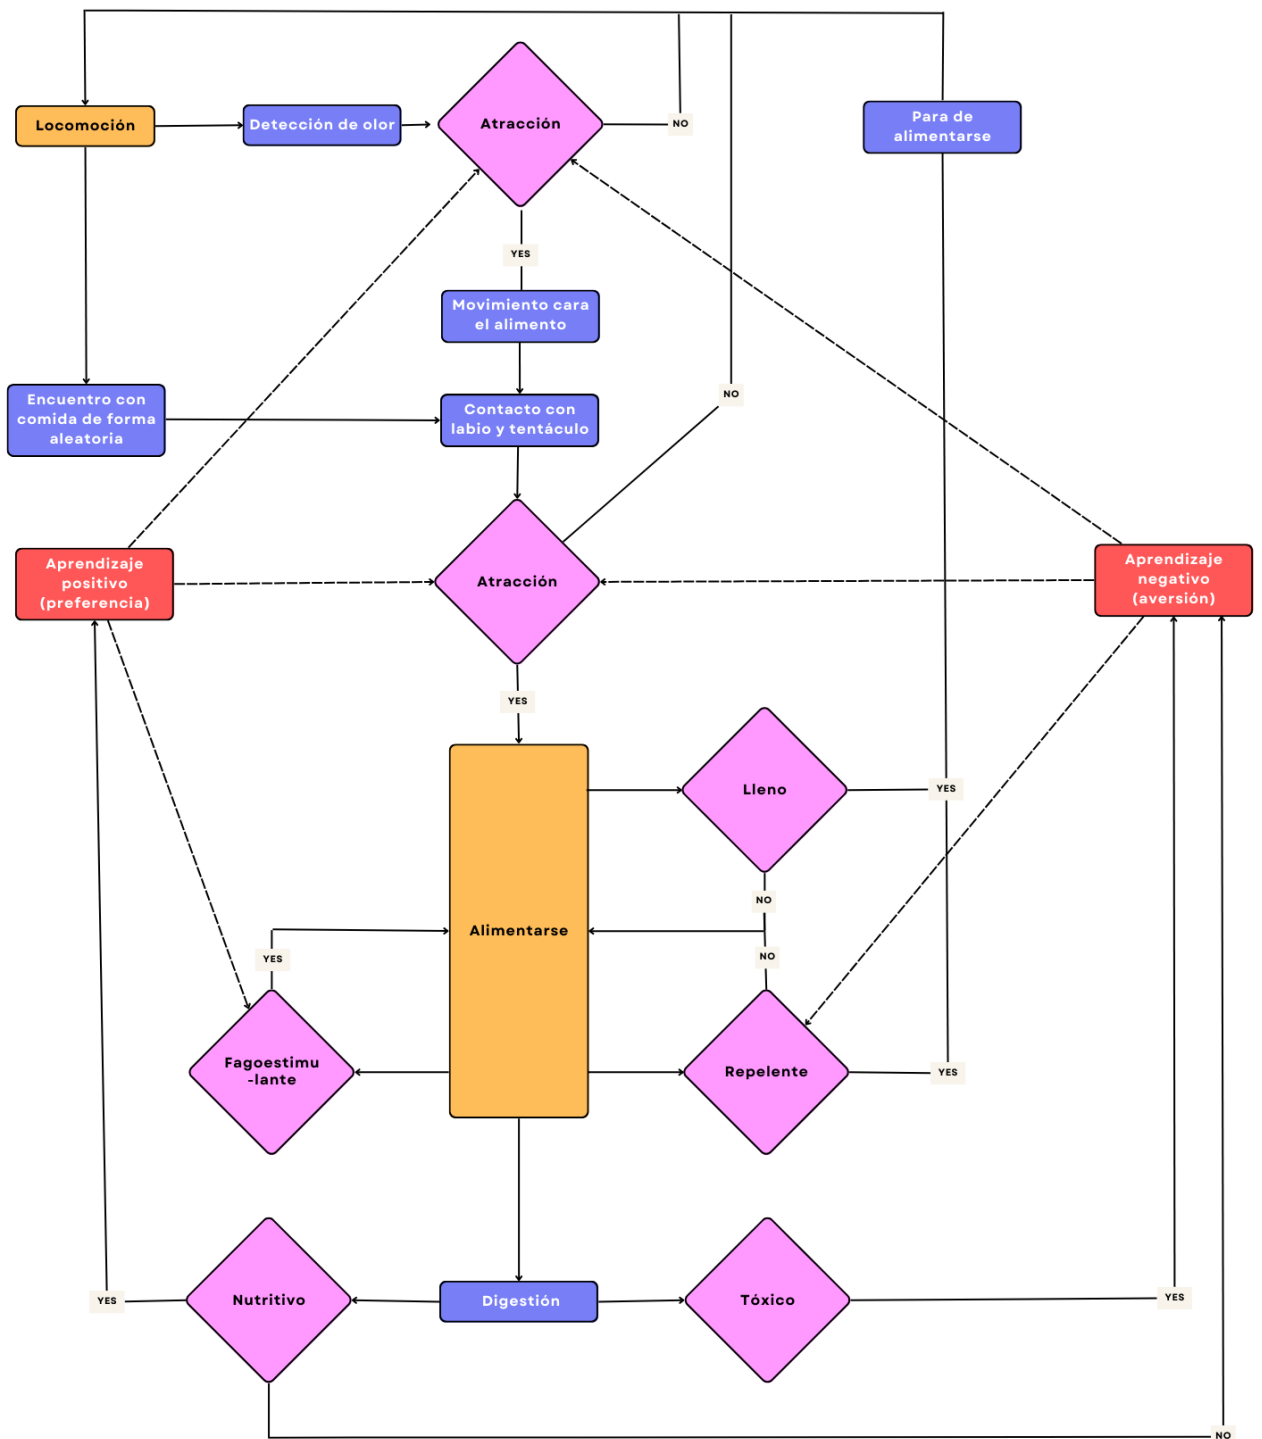 Locomoción
Detección de olor
Atracción
NO
Para de
alimentarse
YES
Movimiento cara
el alimento
NO
Encuentro con
comida de forma
aleatoria
Contacto con
labio y tentáculo
Aprendizaje
positivo
(preferencia)
Atracción
Aprendizaje
negativo
(aversión)
YES
Lleno
YES
NO
Alimentarse
YES
NO
Fagoestimu
-lante
Repelente
YES
YES
Nutritivo
Digestión
Tóxico
YES
NO